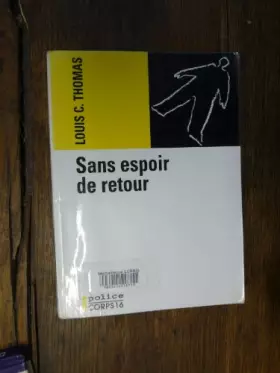 LOUIS C. THOMAS
Sans espoir
de retour
police
CORPS16